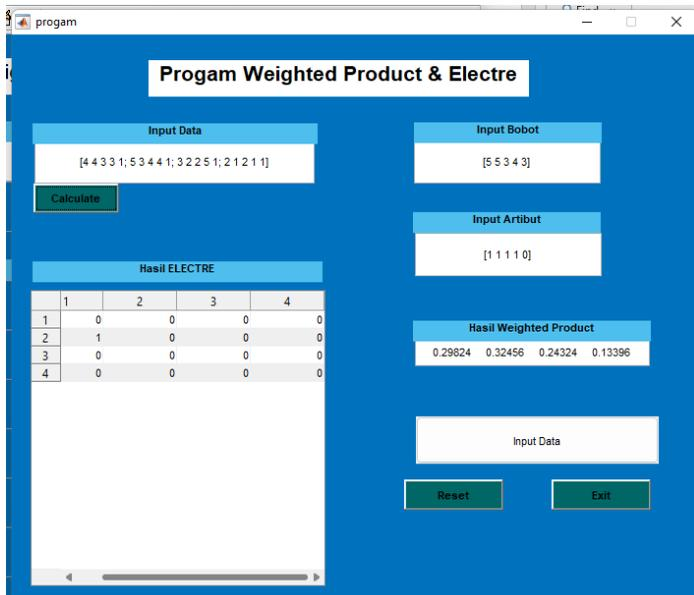 Find
progam
Progam Weighted Product & Electre
Input Data
[4 4 3 3 1; 5 3 4 4 1; 3 2 2 5 1; 2 1 2 1 1]
Calculate
Input Bobot
[5 5 3 4 3]
Input Artibut
[1 1 1 1 0]
Hasil ELECTRE
1 2 3 4
1 0 0 0 0
2 1 0 0 0
3 0 0 0 0
4 0 0 0 0
Hasil Weighted Product
0.29824 0.32456 0.24324 0.13396
Input Data
Reset
Exit